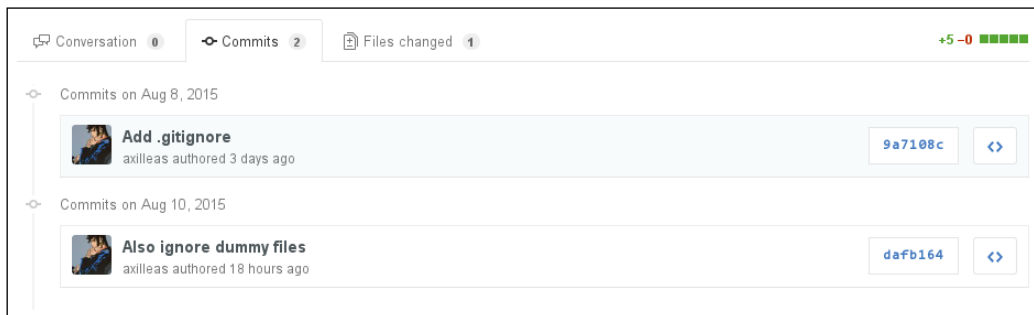 Conversation 0 Commits 2 Files changed 1 +5 −0
Commits on Aug 8, 2015
Add .gitignore
9a7108c
axilleas authored 3 days ago
Commits on Aug 10, 2015
Also ignore dummy files
dafb164
axilleas authored 18 hours ago